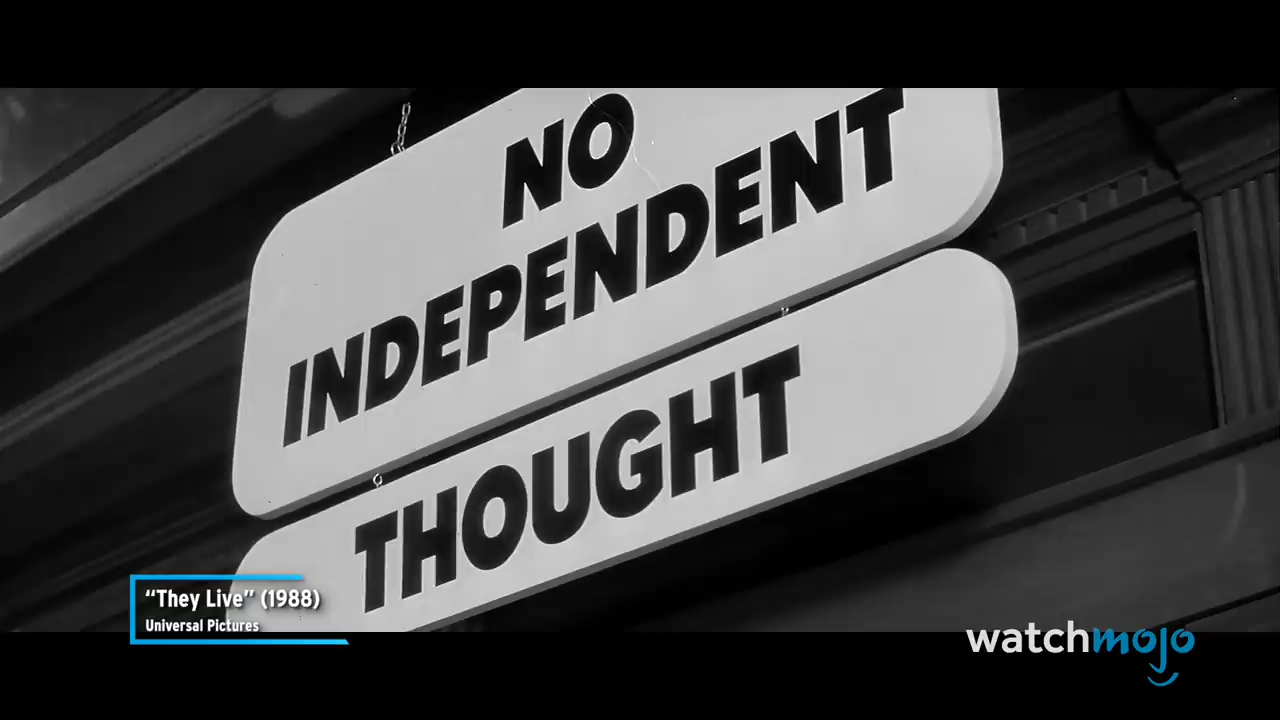 NO
INDEPENDENT
THOUGHT
“They Live” (1988)
Universal Pictures
watchmojo